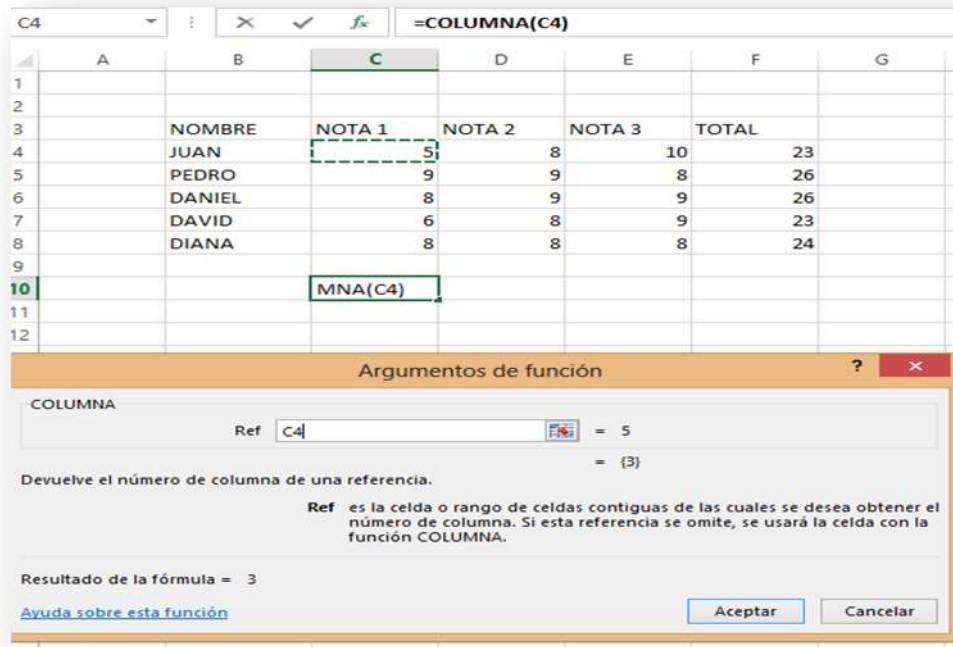 C4 fx =COLUMNA(C4)
A B C D E F G
1
2
3 NOMBRE NOTA 1 NOTA 2 NOTA 3 TOTAL
4 JUAN 5 8 10 23
5 PEDRO 9 9 8 26
6 DANIEL 8 9 9 26
7 DAVID 6 8 9 23
8 DIANA 8 8 8 24
9
10 MNA(C4)
11
12
Argumentos de función ? ×
COLUMNA
Ref C4 = 5
= {3}
Devuelve el número de columna de una referencia.
Ref es la celda o rango de celdas contiguas de las cuales se desea obtener el
número de columna. Si esta referencia se omite, se usará la celda con la
función COLUMNA.
Resultado de la fórmula = 3
Ayuda sobre esta función Aceptar Cancelar